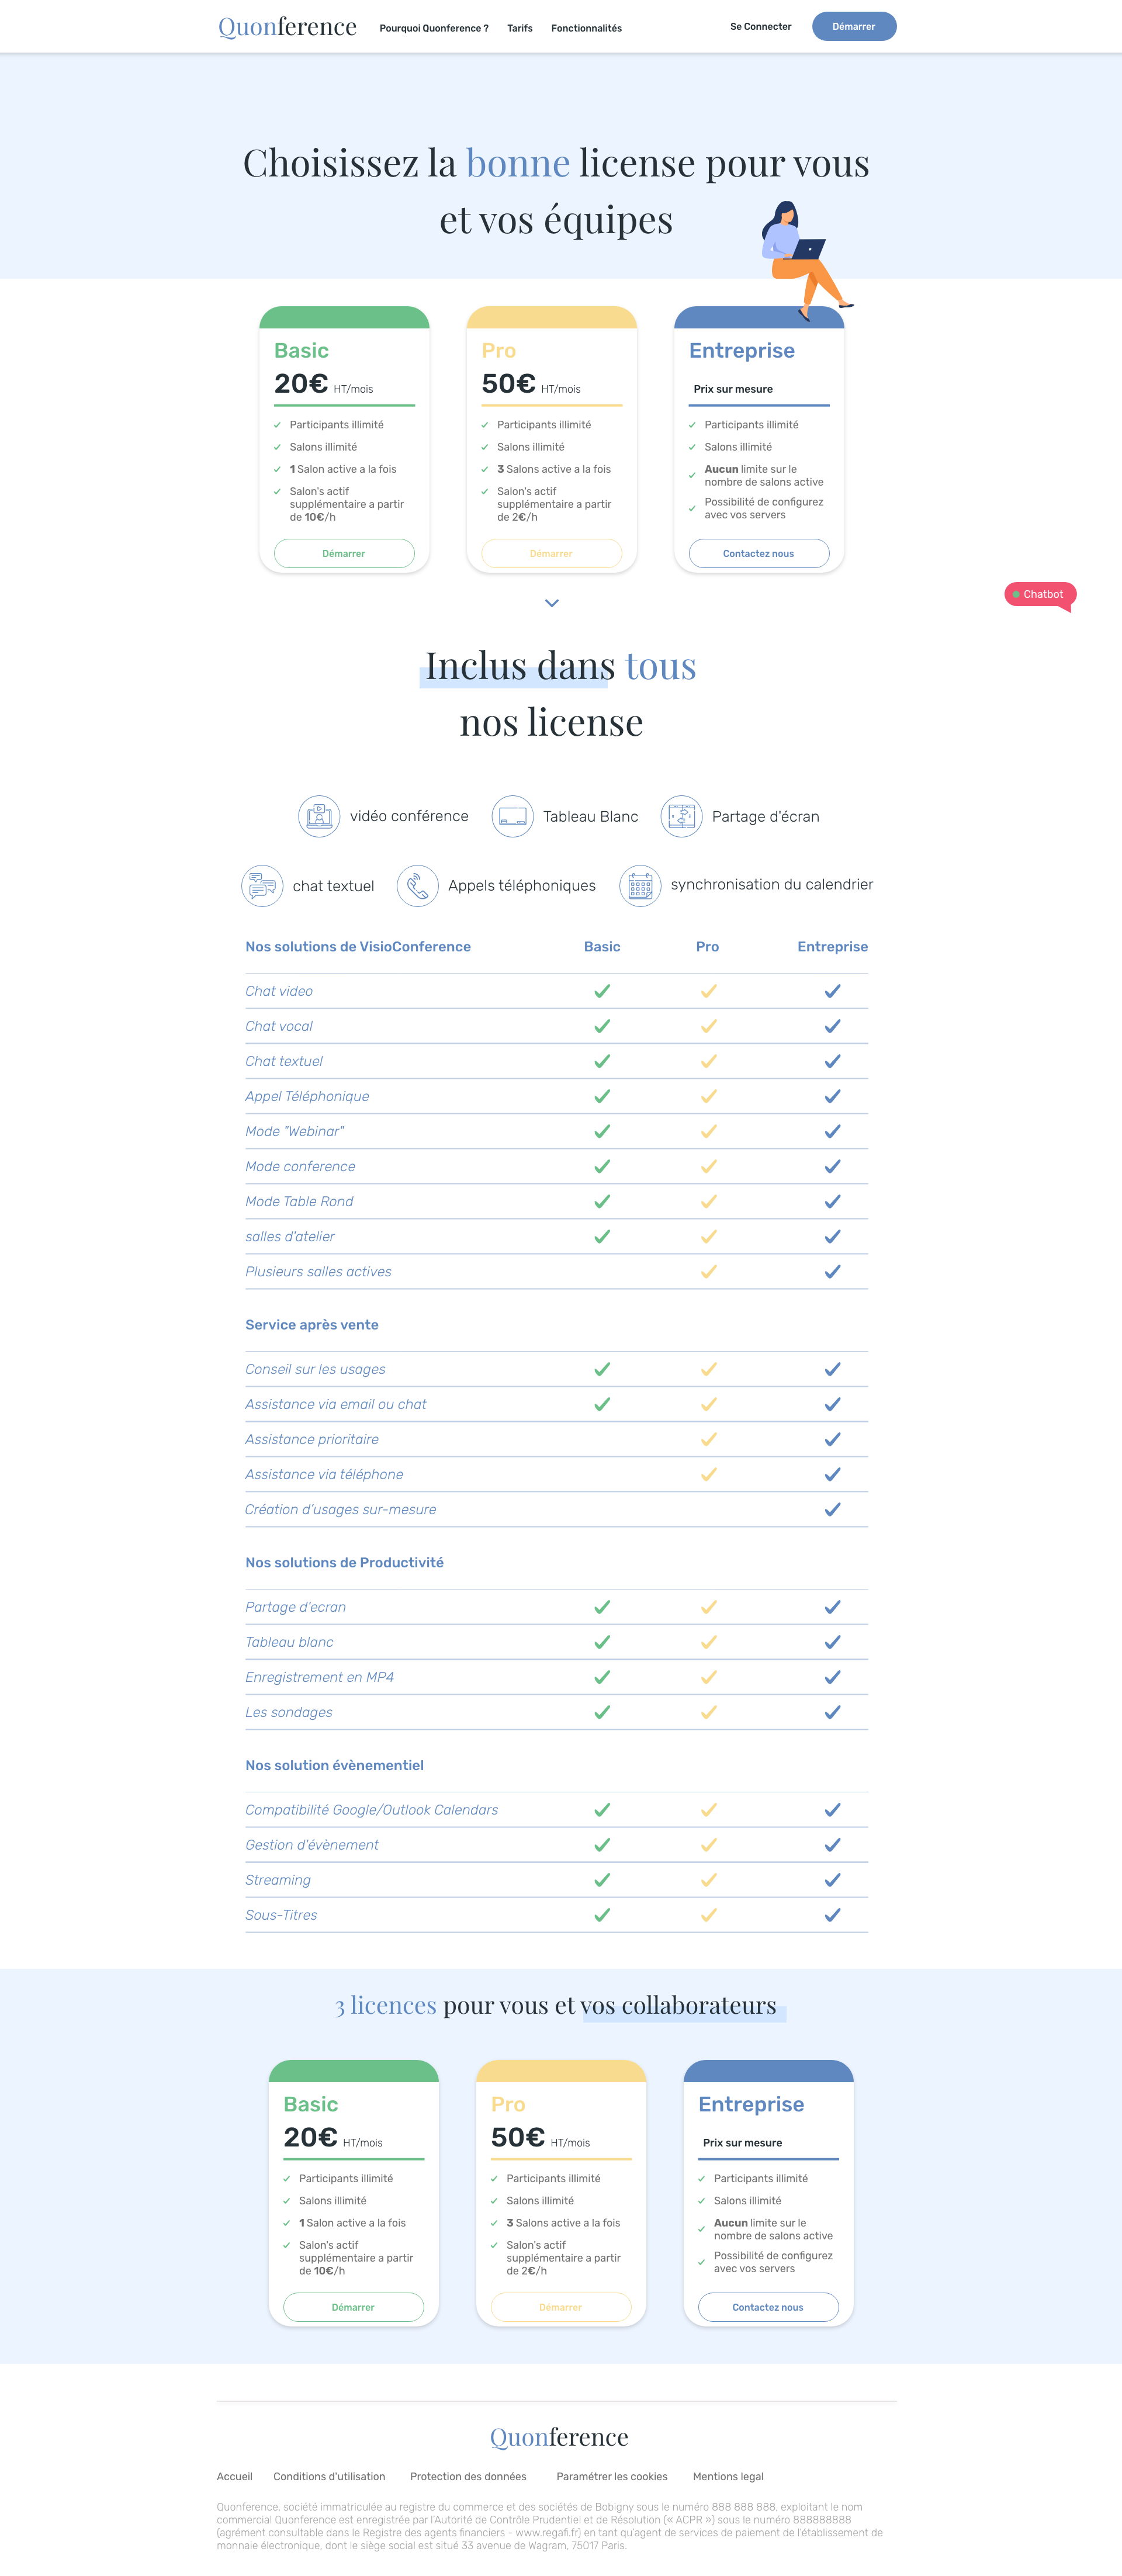 Quonference
Pourquoi Quonference ? Tarifs Fonctionnalités Se Connecter Démarrer
Choisissez la bonne license pour vous
et vos équipes
Basic
20€ HT/mois
Participants illimité
Salons illimité
1 Salon active a la fois
Salon's actif
supplémentaire a partir
de 10€/h
Démarrer
Pro
50€ HT/mois
Participants illimité
Salons illimité
3 Salons active a la fois
Salon's actif
supplémentaire a partir
de 2€/h
Démarrer
Entreprise
Prix sur mesure
Participants illimité
Salons illimité
Aucun limite sur le
nombre de salons active
Possibilité de configurez
avec vos servers
Contactez nous
Chatbot
Inclus dans tous
nos license
vidéo conférence Tableau Blanc Partage d'écran
chat textuel Appels téléphoniques synchronisation du calendrier
Nos solutions de VisioConference Basic Pro Entreprise
Chat video
Chat vocal
Chat textuel
Appel Téléphonique
Mode "Webinar"
Mode conference
Mode Table Rond
salles d'atelier
Plusieurs salles actives
Service après vente
Conseil sur les usages
Assistance via email ou chat
Assistance prioritaire
Assistance via téléphone
Création d'usages sur-mesure
Nos solutions de Productivité
Partage d'ecran
Tableau blanc
Enregistrement en MP4
Les sondages
Nos solution évènementiel
Compatibilité Google/Outlook Calendars
Gestion d'évènement
Streaming
Sous-Titres
3 licences pour vous et vos collaborateurs
Basic
20€ HT/mois
Participants illimité
Salons illimité
1 Salon active a la fois
Salon's actif
supplémentaire a partir
de 10€/h
Démarrer
Pro
50€ HT/mois
Participants illimité
Salons illimité
3 Salons active a la fois
Salon's actif
supplémentaire a partir
de 2€/h
Démarrer
Entreprise
Prix sur mesure
Participants illimité
Salons illimité
Aucun limite sur le
nombre de salons active
Possibilité de configurez
avec vos servers
Contactez nous
Quonference
Accueil Conditions d'utilisation Protection des données Paramétrer les cookies Mentions legal
Quonference, société immatriculée au registre du commerce et des sociétés de Bobigny sous le numéro 888 888 888, exploitant le nom
commercial Quonference est enregistrée par l'Autorité de Contrôle Prudentiel et de Résolution (« ACPR ») sous le numéro 888888888
(agrément consultable dans le Registre des agents financiers - www.regafi.fr) en tant qu'agent de services de paiement de l'établissement de
monnaie électronique, dont le siège social est situé 33 avenue de Wagram, 75017 Paris.